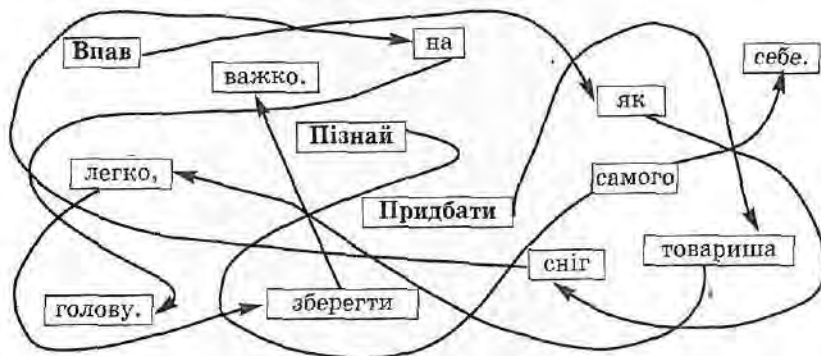 Впав
на
себе.
важко.
як
Пізнай
легко,
самого
Придбати
товариша
сніг
голову.
зберегти